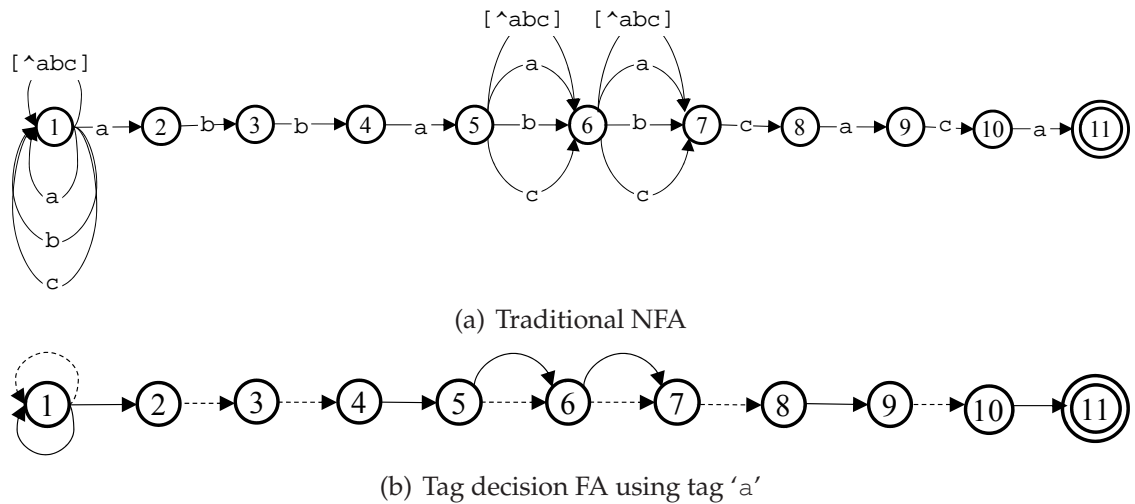 [^abc] [^abc]
[^abc] a a
1 a 2 b 3 b 4 a 5 b 6 b 7 c 8 a 9 c 10 a 11
a c c
b
c
(a) Traditional NFA
1 2 3 4 5 6 7 8 9 10 11
(b) Tag decision FA using tag ‘a’